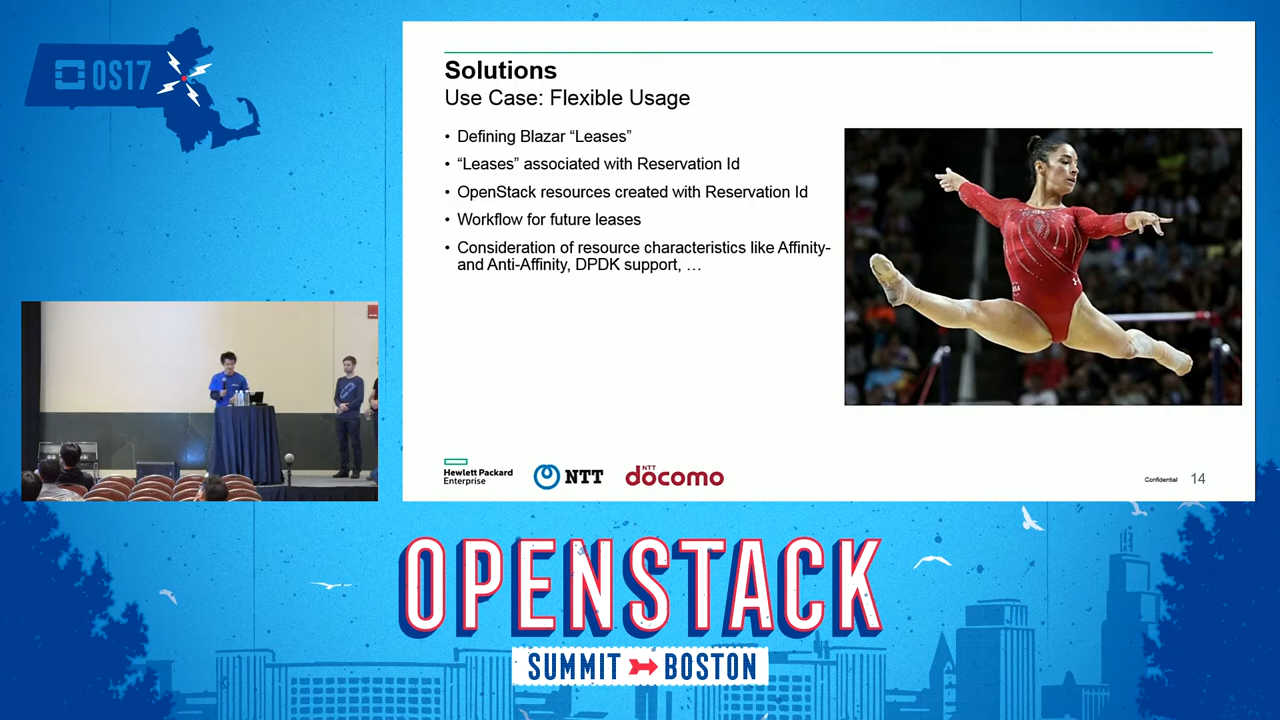 OS17
Solutions
Use Case: Flexible Usage
• Defining Blazar “Leases”
• “Leases” associated with Reservation Id
• OpenStack resources created with Reservation Id
• Workflow for future leases
• Consideration of resource characteristics like Affinity-
and Anti-Affinity, DPDK support, …
Hewlett Packard
Enterprise
NTT
NTT
docomo
Confidential
14
OPENSTACK
SUMMIT BOSTON